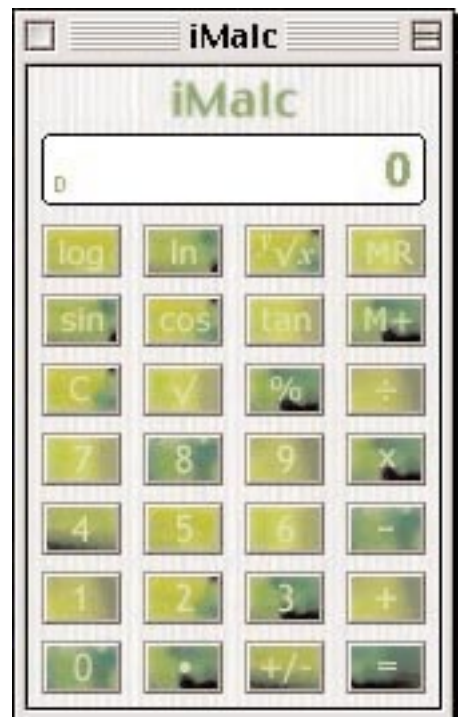 iMalc
iMalc
0
D
log ln y√x MR
sin cos tan M+
C √ % ÷
7 8 9 x
4 5 6 -
1 2 3 +
0 • +/- =